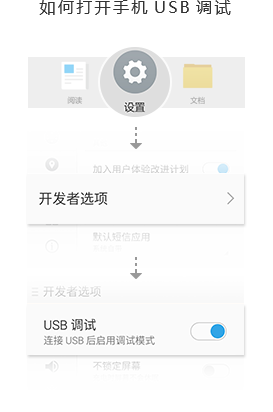 如何打开手机 USB 调试
阅读
设置
文档
加入用户体验改进计划
开发者选项
默认短信应用
开发者选项
USB 调试
连接 USB 后启用调试模式
不锁定屏幕